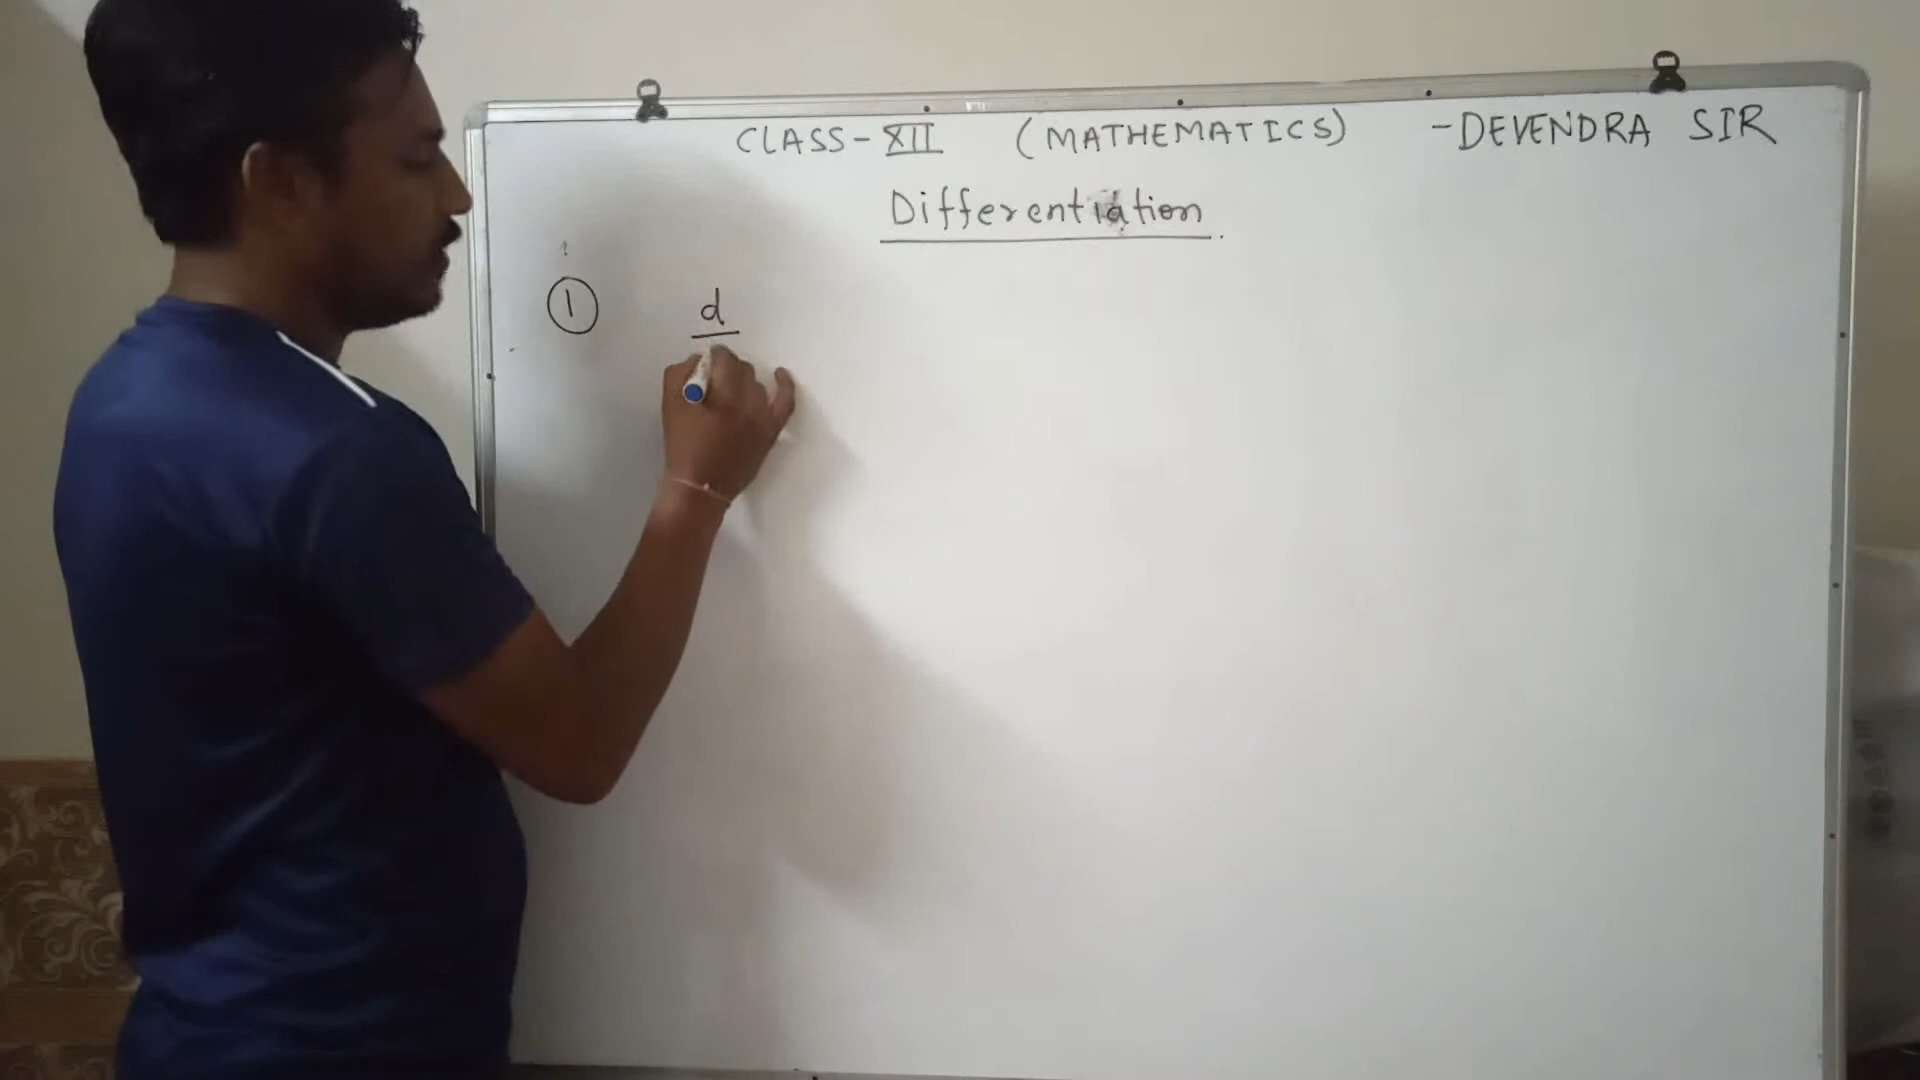 CLASS-XII (MATHEMATICS) -DEVENDRA SIR
Differentiation.
① d